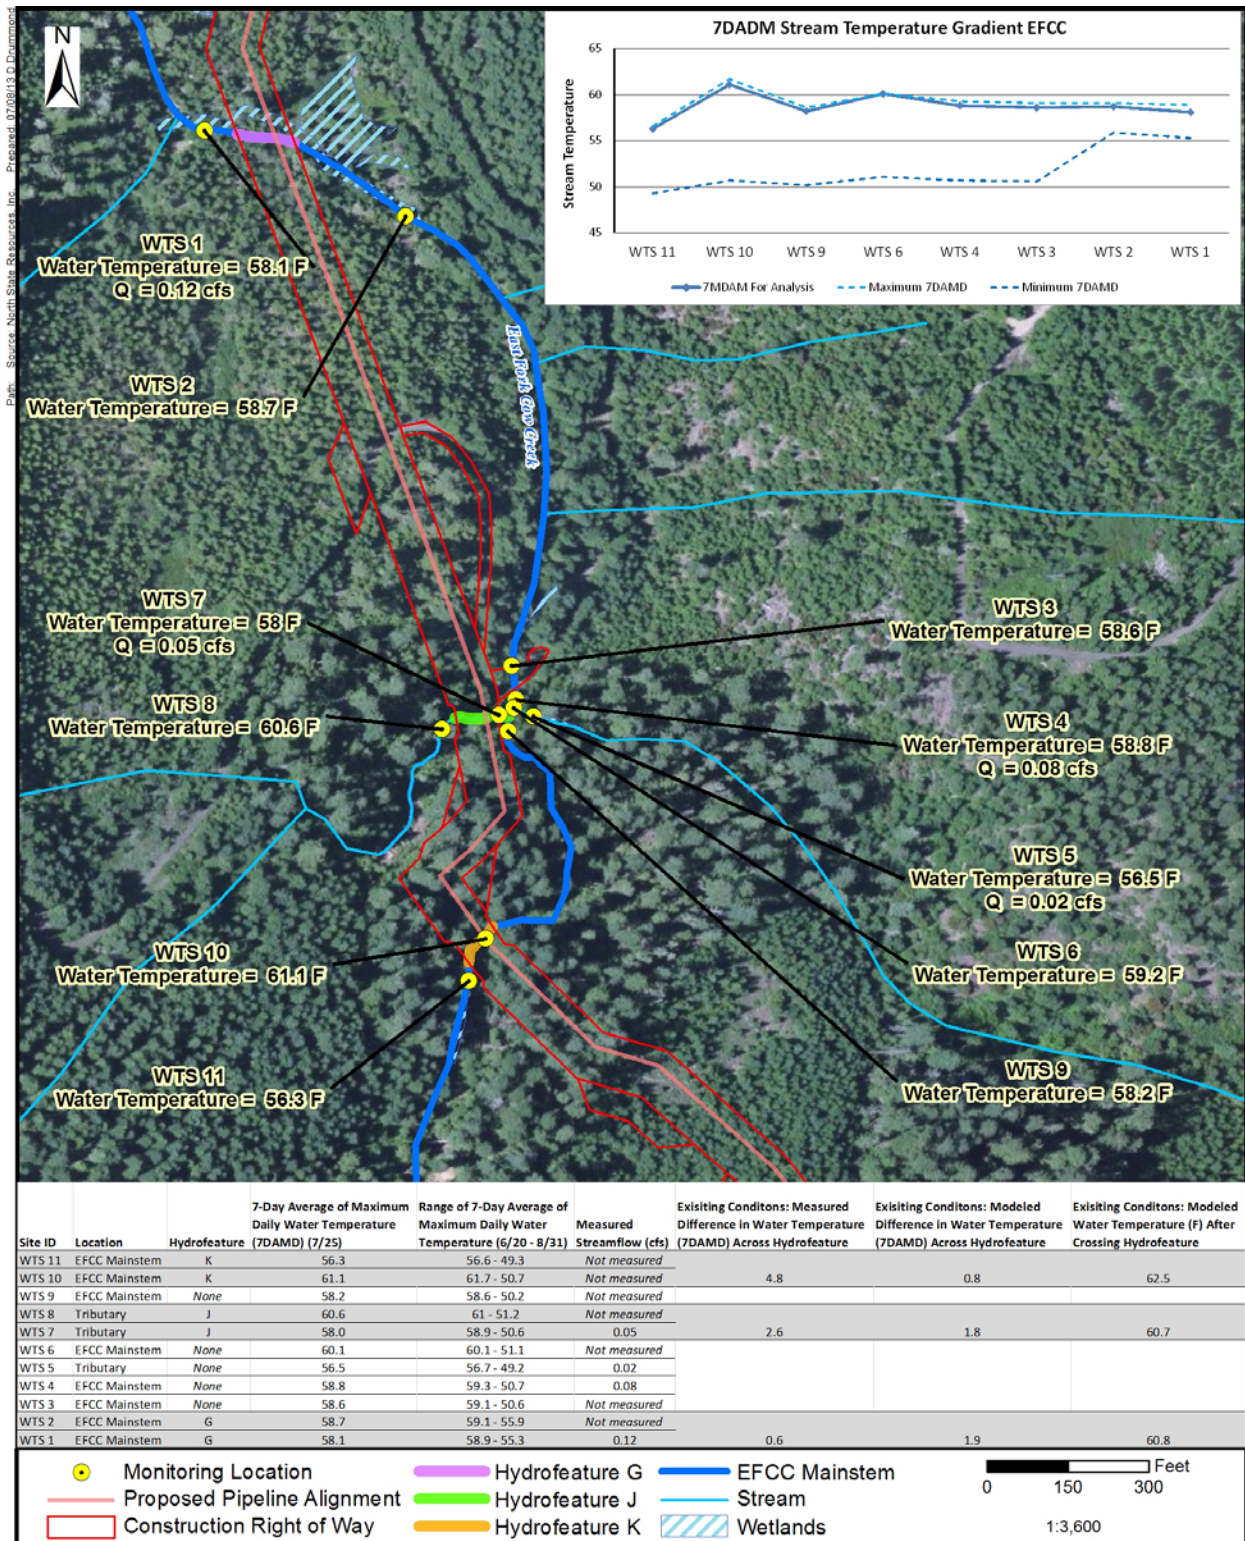 Path: Source: North State Resources, Inc. Prepared: 07/08/13 D.Drummond
N
7DADM Stream Temperature Gradient EFCC
65
60
55
50
45
Stream Temperature
WTS 11 WTS 10 WTS 9 WTS 6 WTS 4 WTS 3 WTS 2 WTS 1
7MDAM For Analysis Maximum 7DAMD Minimum 7DAMD
WTS 1
Water Temperature = 58.1 F
Q = 0.12 cfs
WTS 2
Water Temperature = 58.7 F
East Fork Cow Creek
WTS 7
Water Temperature = 58 F
Q = 0.05 cfs
WTS 3
Water Temperature = 58.6 F
WTS 8
Water Temperature = 60.6 F
WTS 4
Water Temperature = 58.8 F
Q = 0.08 cfs
WTS 5
Water Temperature = 56.5 F
Q = 0.02 cfs
WTS 10
Water Temperature = 61.1 F
WTS 6
Water Temperature = 59.2 F
WTS 11
Water Temperature = 56.3 F
WTS 9
Water Temperature = 58.2 F
Site ID Location Hydrofeature 7-Day Average of Maximum Daily Water Temperature (7DAMD) (7/25) Range of 7-Day Average of Maximum Daily Water Temperature (6/20 - 8/31) Measured Streamflow (cfs) Exisiting Conditons: Measured Difference in Water Temperature (7DAMD) Across Hydrofeature Exisiting Conditons: Modeled Difference in Water Temperature (7DAMD) Across Hydrofeature Exisiting Conditons: Modeled Water Temperature (F) After Crossing Hydrofeature
WTS 11 EFCC Mainstem K 56.3 56.6 - 49.3 Not measured
WTS 10 EFCC Mainstem K 61.1 61.7 - 50.7 Not measured 4.8 0.8 62.5
WTS 9 EFCC Mainstem None 58.2 58.6 - 50.2 Not measured
WTS 8 Tributary J 60.6 61 - 51.2 Not measured
WTS 7 Tributary J 58.0 58.9 - 50.6 0.05 2.6 1.8 60.7
WTS 6 EFCC Mainstem None 60.1 60.1 - 51.1 Not measured
WTS 5 Tributary None 56.5 56.7 - 49.2 0.02
WTS 4 EFCC Mainstem None 58.8 59.3 - 50.7 0.08
WTS 3 EFCC Mainstem None 58.6 59.1 - 50.6 Not measured
WTS 2 EFCC Mainstem G 58.7 59.1 - 55.9 Not measured
WTS 1 EFCC Mainstem G 58.1 58.9 - 55.3 0.12 0.6 1.9 60.8
Monitoring Location Hydrofeature G EFCC Mainstem
Proposed Pipeline Alignment Hydrofeature J Stream
Construction Right of Way Hydrofeature K Wetlands
Feet
0 150 300
1:3,600